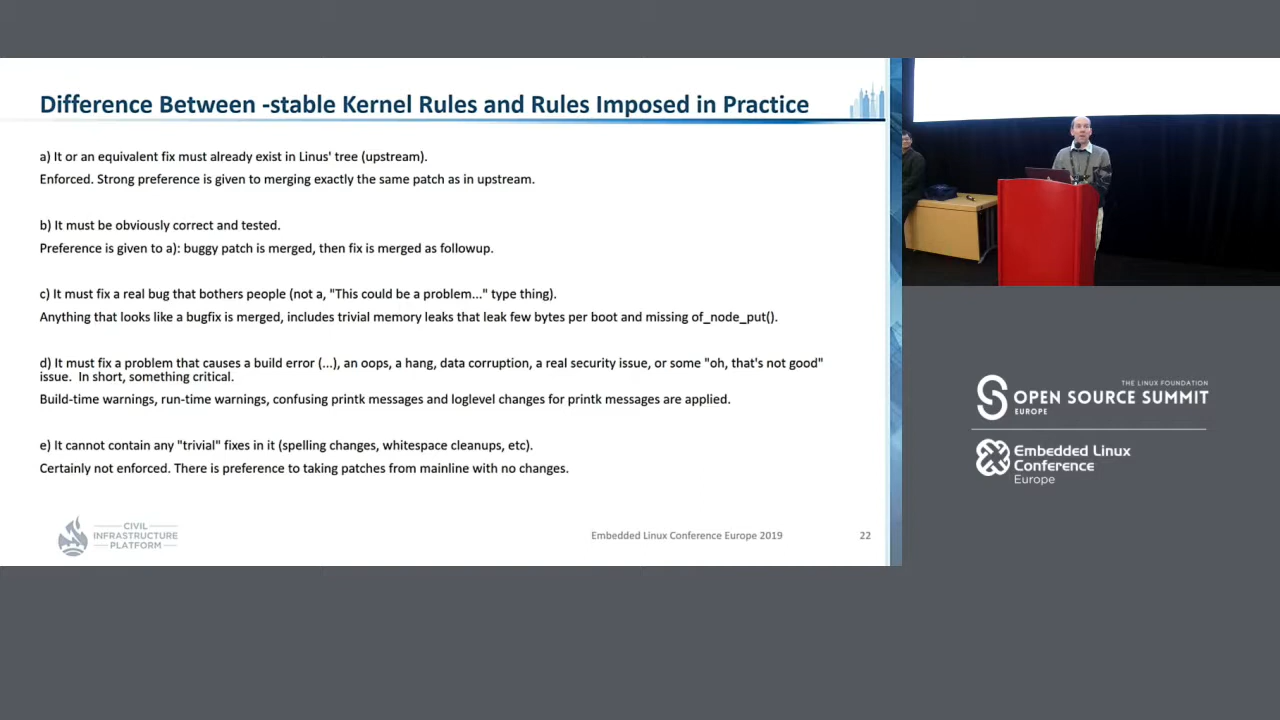 Difference Between -stable Kernel Rules and Rules Imposed in Practice
a) It or an equivalent fix must already exist in Linus' tree (upstream).
Enforced. Strong preference is given to merging exactly the same patch as in upstream.
b) It must be obviously correct and tested.
Preference is given to a): buggy patch is merged, then fix is merged as followup.
c) It must fix a real bug that bothers people (not a, "This could be a problem..." type thing).
Anything that looks like a bugfix is merged, includes trivial memory leaks that leak few bytes per boot and missing of_node_put().
d) It must fix a problem that causes a build error (...), an oops, a hang, data corruption, a real security issue, or some "oh, that's not good"
issue.  In short, something critical.
Build-time warnings, run-time warnings, confusing printk messages and loglevel changes for printk messages are applied.
e) It cannot contain any "trivial" fixes in it (spelling changes, whitespace cleanups, etc).
Certainly not enforced. There is preference to taking patches from mainline with no changes.
CIVIL
INFRASTRUCTURE
PLATFORM
Embedded Linux Conference Europe 2019
22
THE LINUX FOUNDATION
OPEN SOURCE SUMMIT
EUROPE
Embedded Linux
Conference
Europe